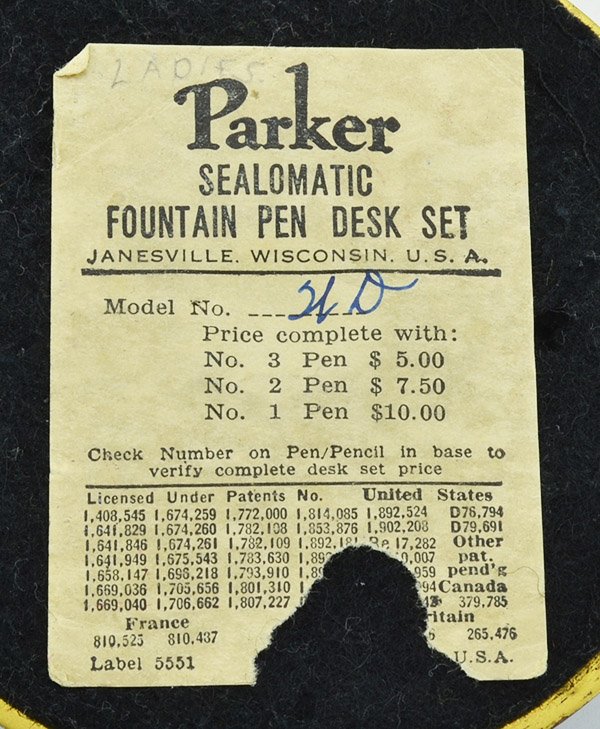 LADIES
Parker
SEALOMATIC
FOUNTAIN PEN DESK SET
JANESVILLE. WISCONSIN. U. S. A.
Model No.
Price complete with:
No. 3 Pen $ 5.00
No. 2 Pen $ 7.50
No. 1 Pen $10.00
Check Number on Pen/Pencil in base to
verify complete desk set price
Licensed Under Patents No. United States
1,408,545 1,674,259 1,772,000 1,814,085 1,892,524 D76,794
1,641,829 1,674,260 1,782,108 1,853,876 1,902,208 D79,691
1,641,846 1,674,261 1,782,109 1,892,181 Re 17,282 Other
1,641,949 1,675,543 1,783,630 pat.
1,658,147 1,698,218 1,793,910 959 pend'g
1,669,036 1,705,656 1,801,310 Canada
1,669,040 1,706,662 1,807,227 379,785
France
810,525 810,437 265,476
Label 5551 U.S.A.